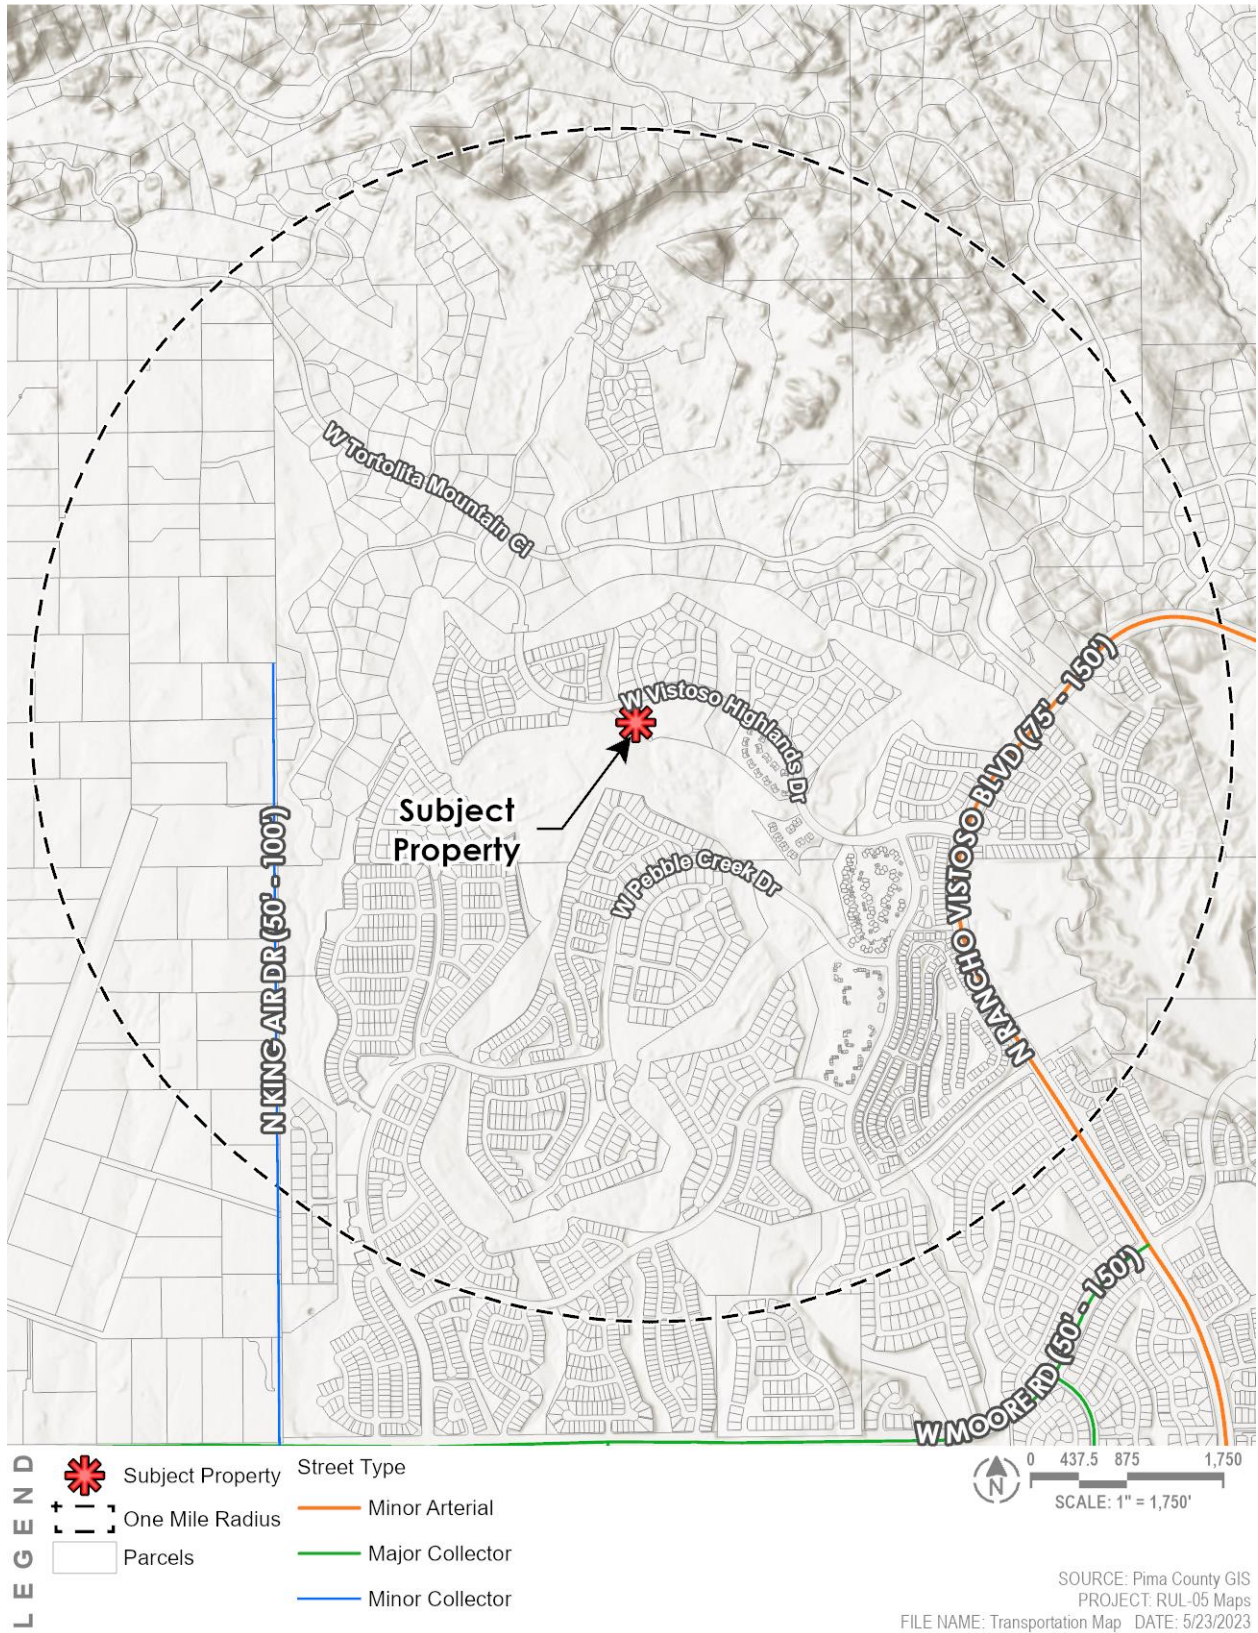 W Tortolita Mountain Ci
W Vistoso Highlands Dr
N RANCHO VISTOSO BLVD (75' - 150')
Subject
Property
W Pebble Creek Dr
N KING AIR DR (50' - 100')
W MOORE RD (50' - 150')
LEGEND
Subject Property
One Mile Radius
Parcels
Street Type
Minor Arterial
Major Collector
Minor Collector
N
0 437.5 875 1,750
SCALE: 1" = 1,750'
SOURCE: Pima County GIS
PROJECT: RUL-05 Maps
FILE NAME: Transportation Map DATE: 5/23/2023